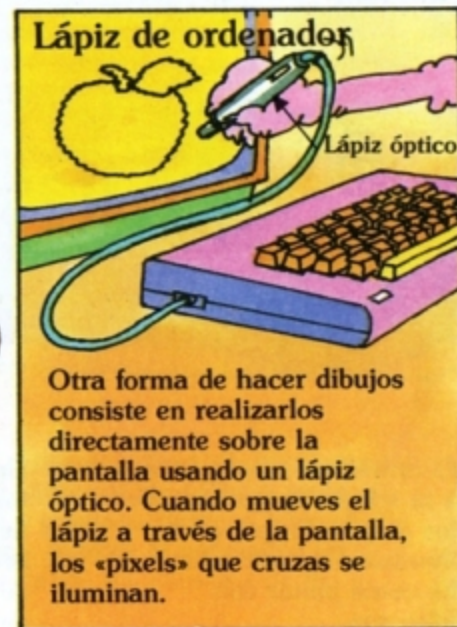 Lápiz de ordenador
Lápiz óptico
Otra forma de hacer dibujos
consiste en realizarlos
directamente sobre la
pantalla usando un lápiz
óptico. Cuando mueves el
lápiz a través de la pantalla,
los «pixels» que cruzas se
iluminan.